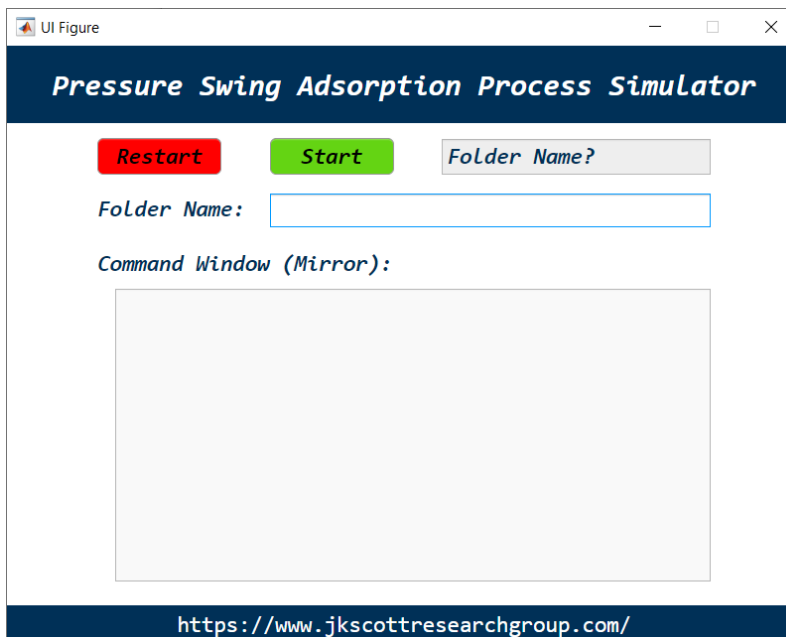 UI Figure
Pressure Swing Adsorption Process Simulator
Restart Start Folder Name?
Folder Name:
Command Window (Mirror):
https://www.jkscottresearchgroup.com/